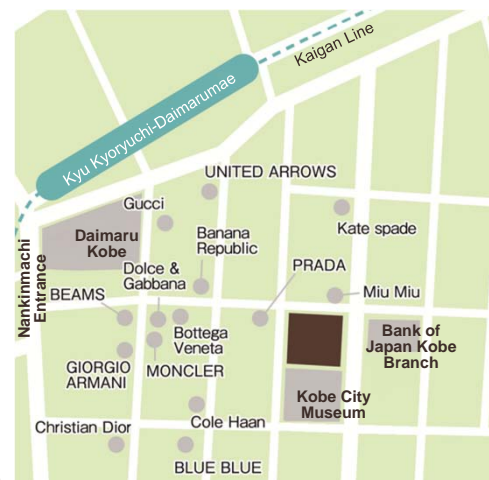 Kaigan Line
Kyu Kyoryuchi-Daimarumae
UNITED ARROWS
Gucci
Kate spade
Daimaru
Kobe
Banana
Republic
Nankinmachi
Entrance
Dolce &
Gabbana
PRADA
BEAMS
Miu Miu
Bottega
Veneta
Bank of
Japan Kobe
Branch
GIORGIO
ARMANI
MONCLER
Kobe City
Museum
Christian Dior
Cole Haan
BLUE BLUE